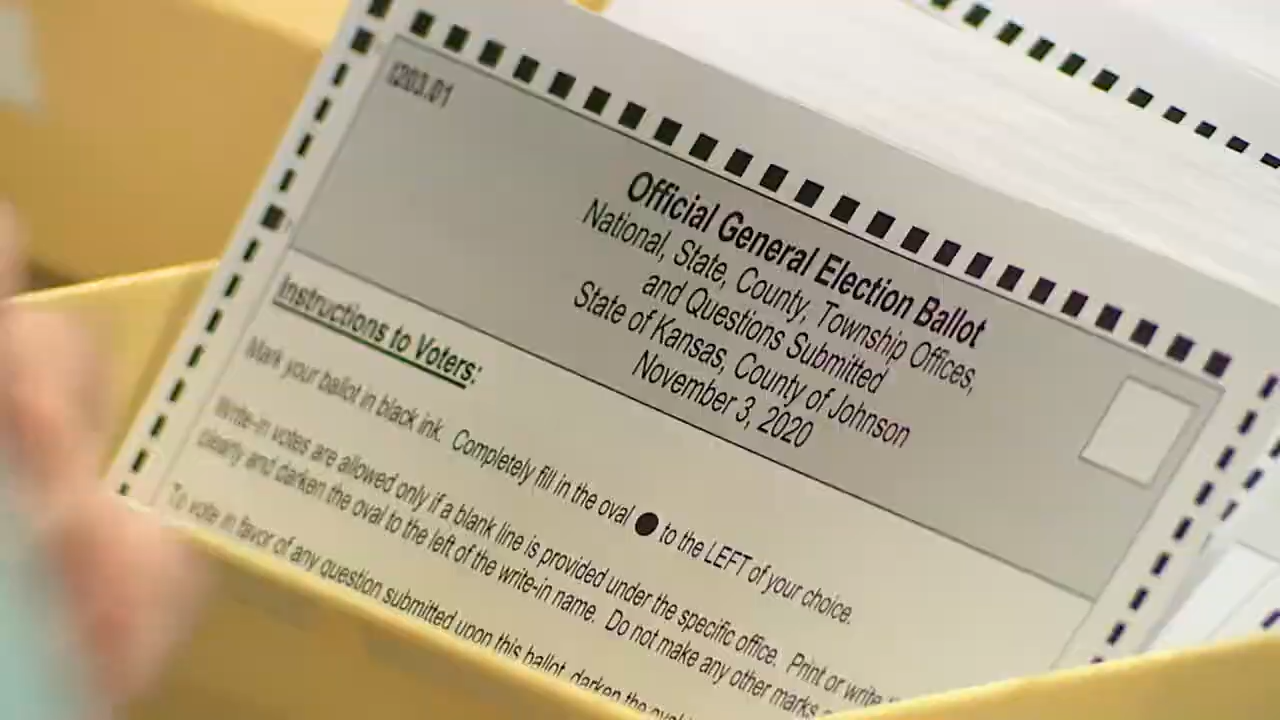 Official General Election Ballot
National, State, County, Township Offices,
and Questions Submitted
State of Kansas, County of Johnson
November 3, 2020
Instructions to Voters:
Mark your ballot in black ink. Completely fill in the oval ● to the LEFT of your choice.
Write-in votes are allowed only if a blank line is provided under the specific office. Print or write
clearly and darken the oval to the left of the write-in name. Do not make any other marks
To vote in favor of any question submitted upon this ballot, darken the oval